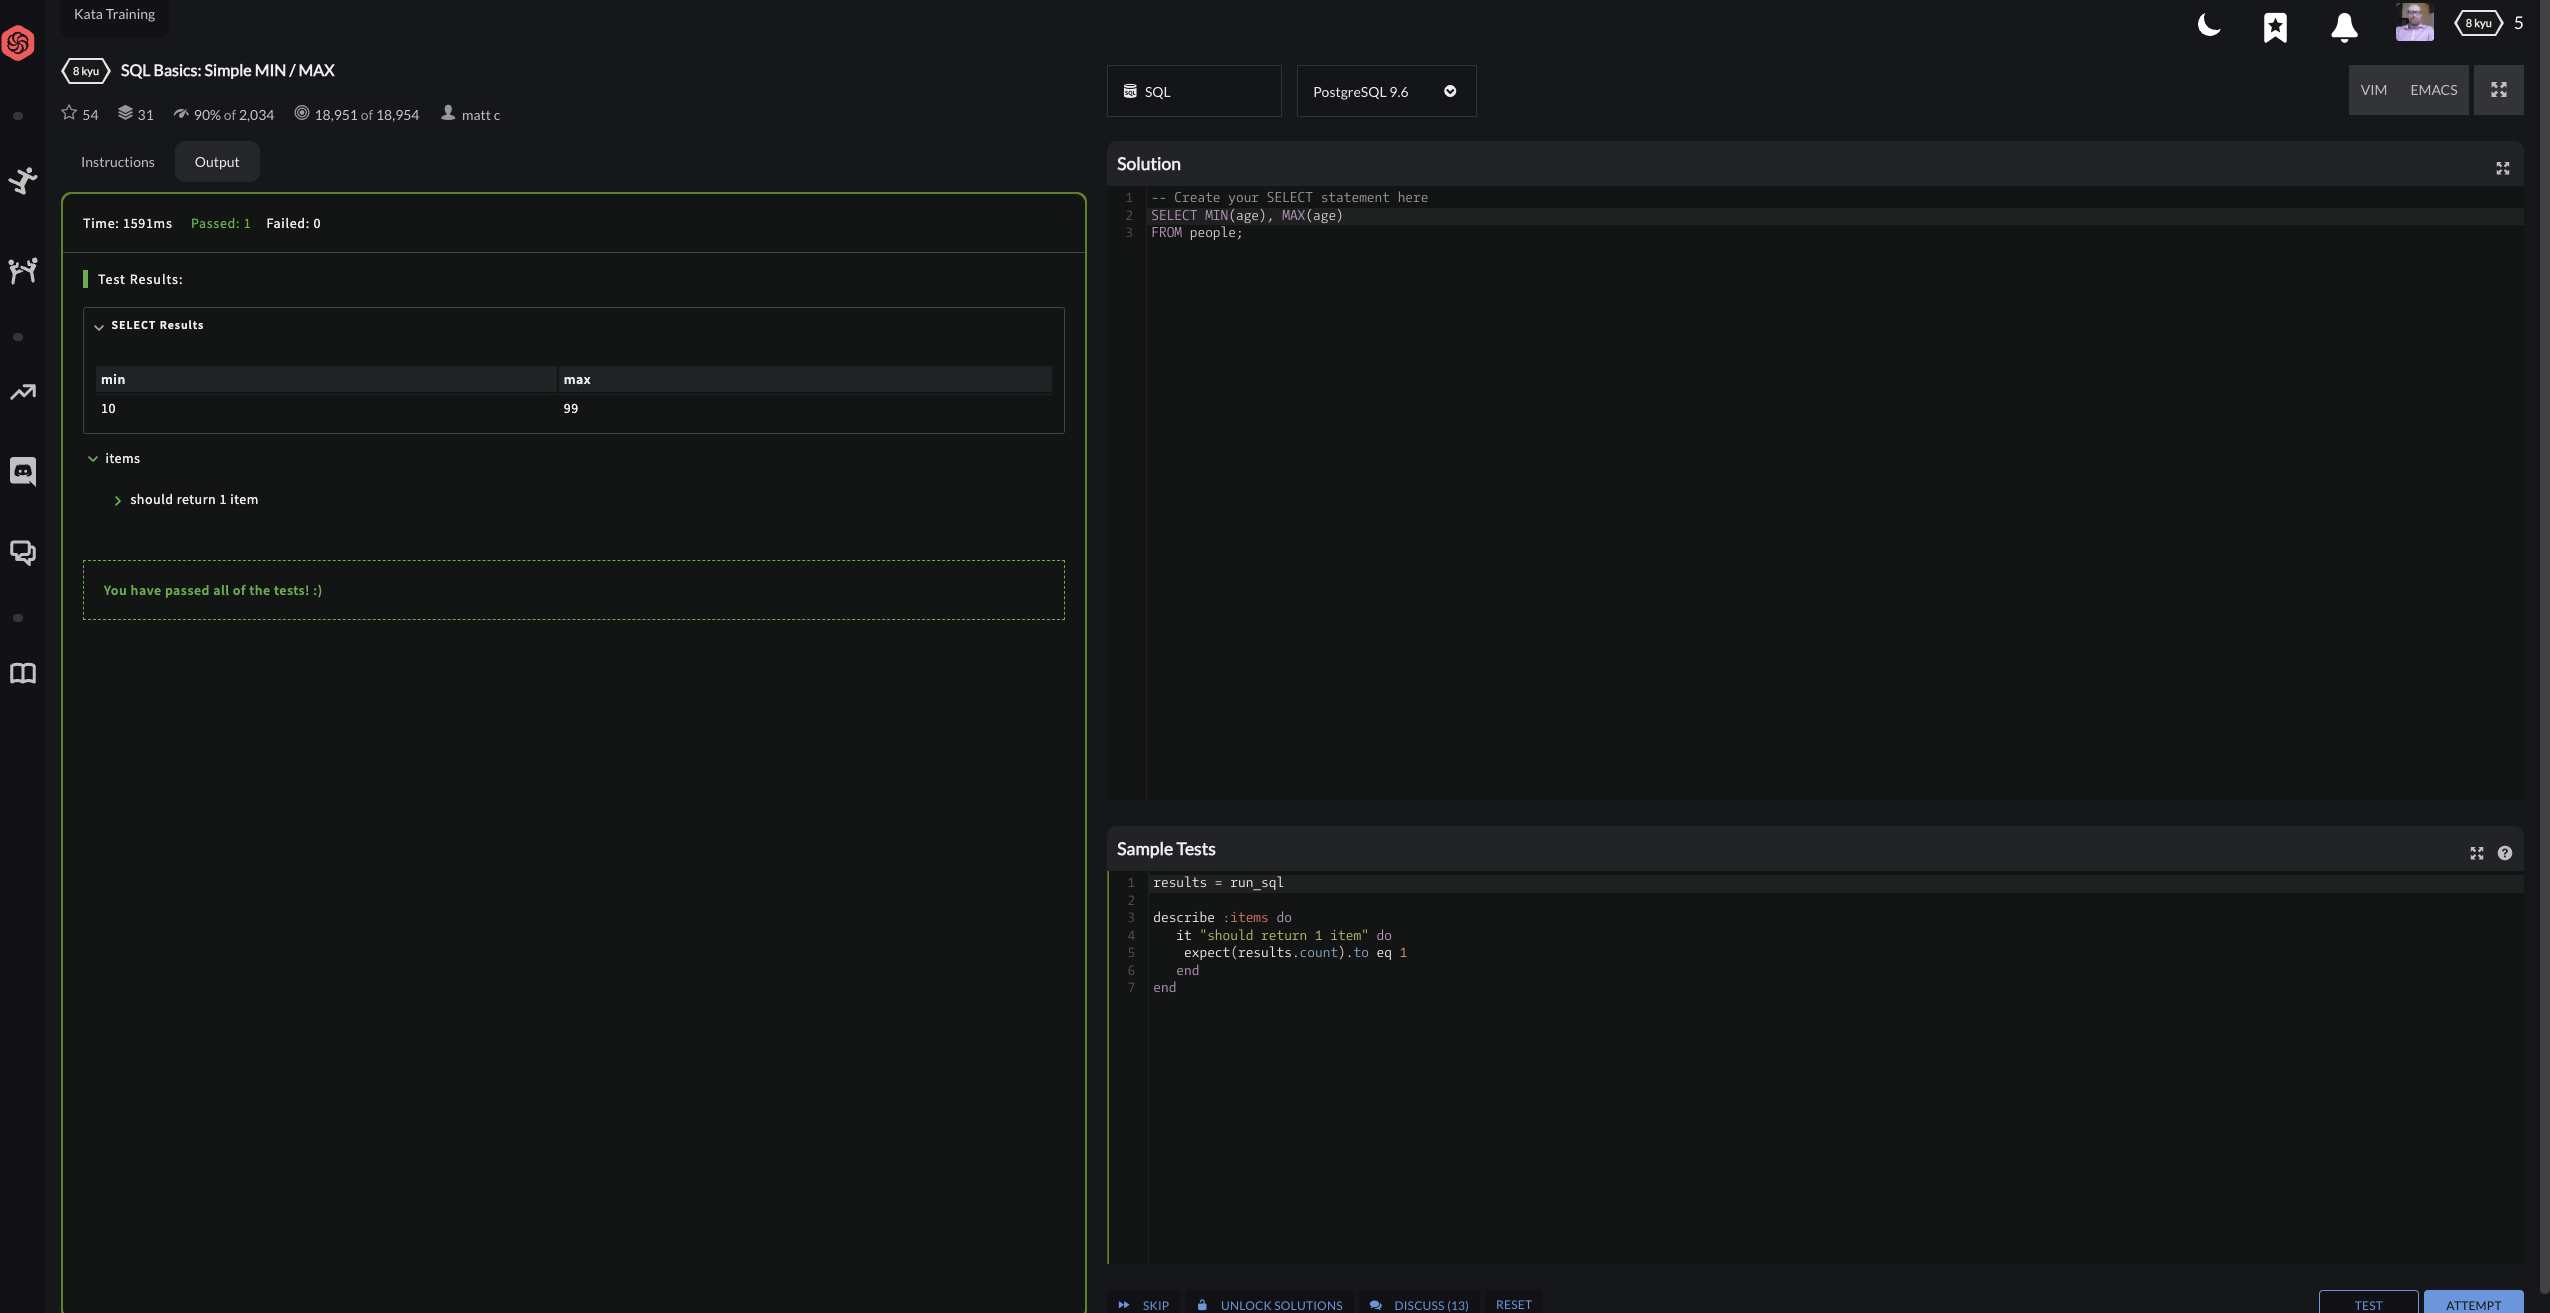 Kata Training
8 kyu 5
8 kyu SQL Basics: Simple MIN / MAX
54 31 90% of 2,034 18,951 of 18,954 matt c
Instructions Output
Time: 1591ms Passed: 1 Failed: 0
Test Results:
SELECT Results
min max
10 99
items
should return 1 item
You have passed all of the tests! :)
SQL PostgreSQL 9.6 VIM EMACS
Solution
1 -- Create your SELECT statement here
2 SELECT MIN(age), MAX(age)
3 FROM people;
Sample Tests
1 results = run_sql
2
3 describe :items do
4 it "should return 1 item" do
5 expect(results.count).to eq 1
6 end
7 end
SKIP UNLOCK SOLUTIONS DISCUSS (13) RESET TEST ATTEMPT